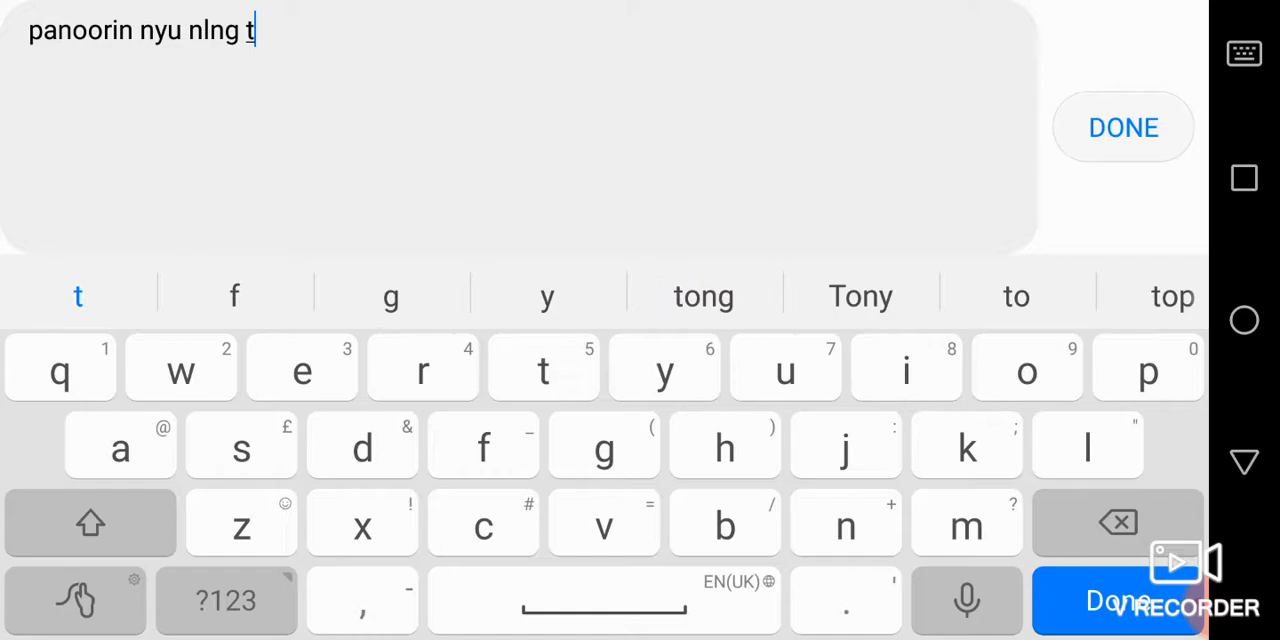 panoorin nyu nlng t
DONE
t f g y tong Tony to top
1 2 3 4 5 6 7 8 9 0
q w e r t y u i o p
@ £ & _ ( ) : ; "
a s d f g h j k l
! # = / + ?
z x c v b n m
?123 , - EN(UK) . ' Done
V RECORDER